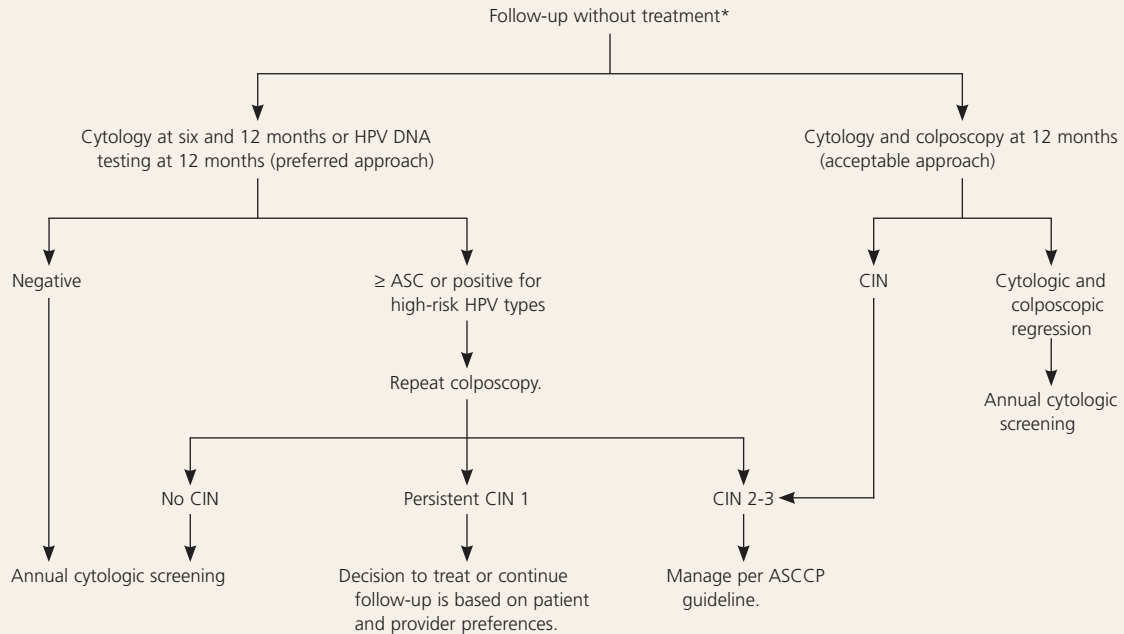 Follow-up without treatment*
Cytology at six and 12 months or HPV DNA
testing at 12 months (preferred approach)
Cytology and colposcopy at 12 months
(acceptable approach)
Negative
≥ ASC or positive for
high-risk HPV types
CIN
Cytologic and
colposcopic
regression
Repeat colposcopy.
Annual cytologic
screening
No CIN
Persistent CIN 1
CIN 2-3
Annual cytologic screening
Decision to treat or continue
follow-up is based on patient
and provider preferences.
Manage per ASCCP
guideline.